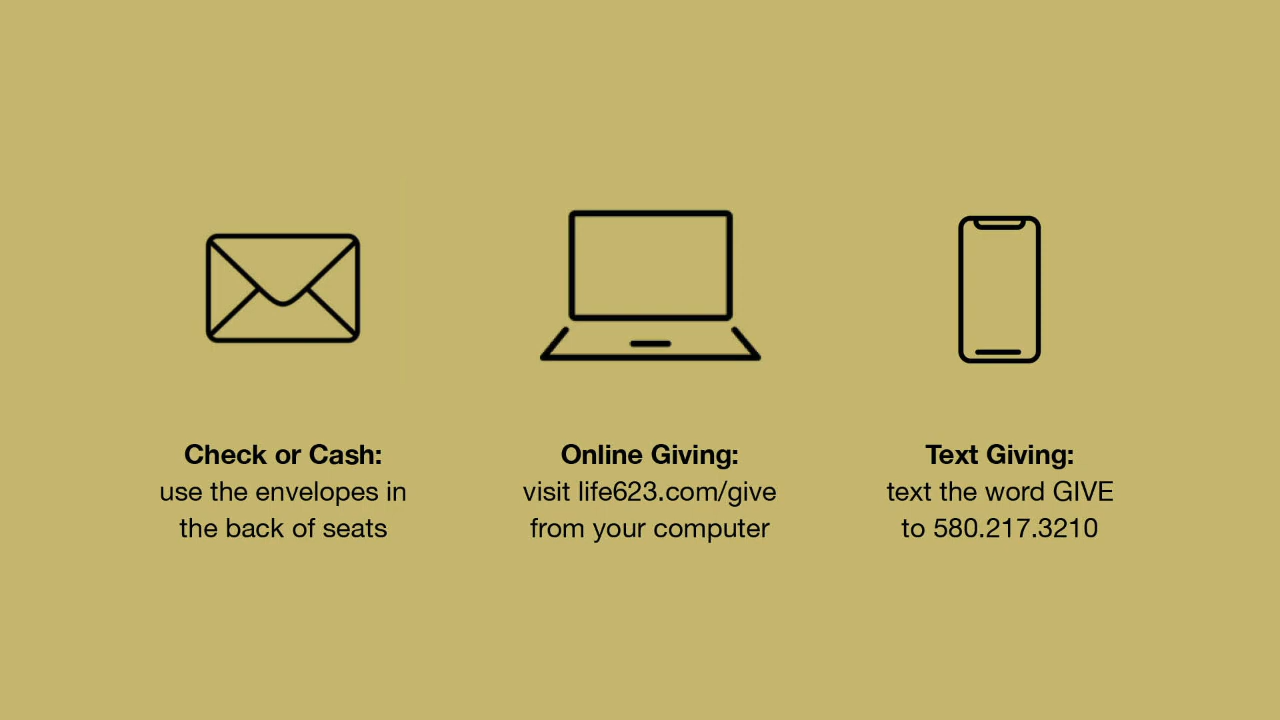 Check or Cash:
use the envelopes in
the back of seats
Online Giving:
visit life623.com/give
from your computer
Text Giving:
text the word GIVE
to 580.217.3210